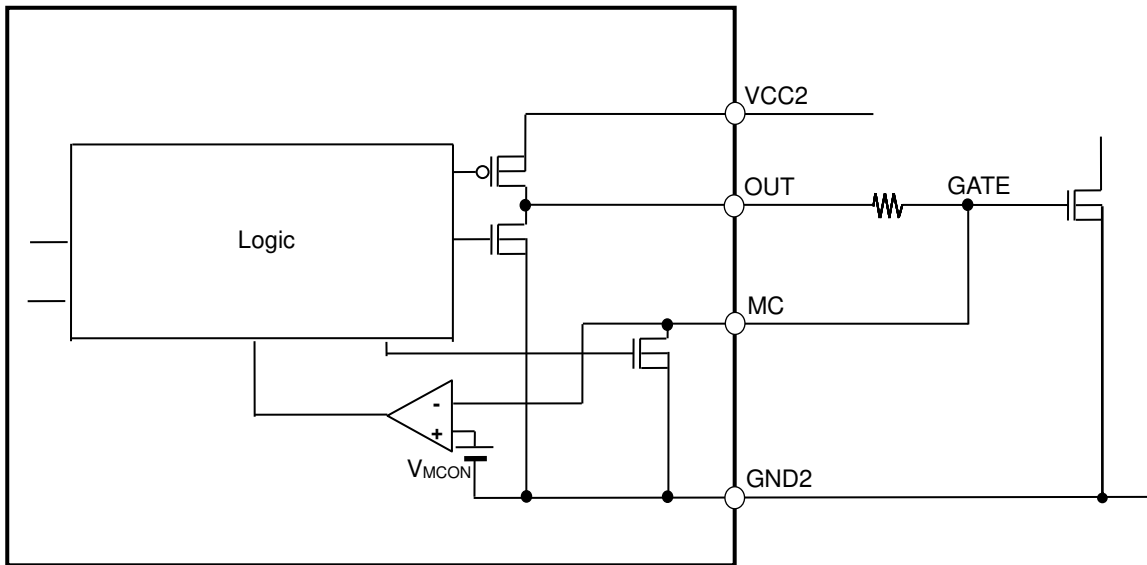 VCC2
OUT
GATE
Logic
MC
-
+
VMCON
GND2